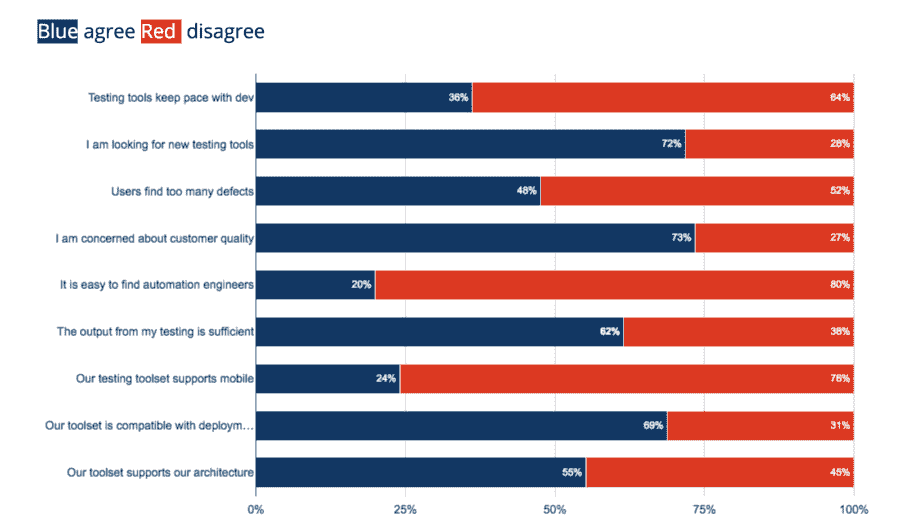 Blue agree Red disagree
Testing tools keep pace with dev 36% 64%
I am looking for new testing tools 72% 28%
Users find too many defects 48% 52%
I am concerned about customer quality 73% 27%
It is easy to find automation engineers 20% 80%
The output from my testing is sufficient 62% 38%
Our testing toolset supports mobile 24% 76%
Our toolset is compatible with deploym... 69% 31%
Our toolset supports our architecture 55% 45%
0% 25% 50% 75% 100%